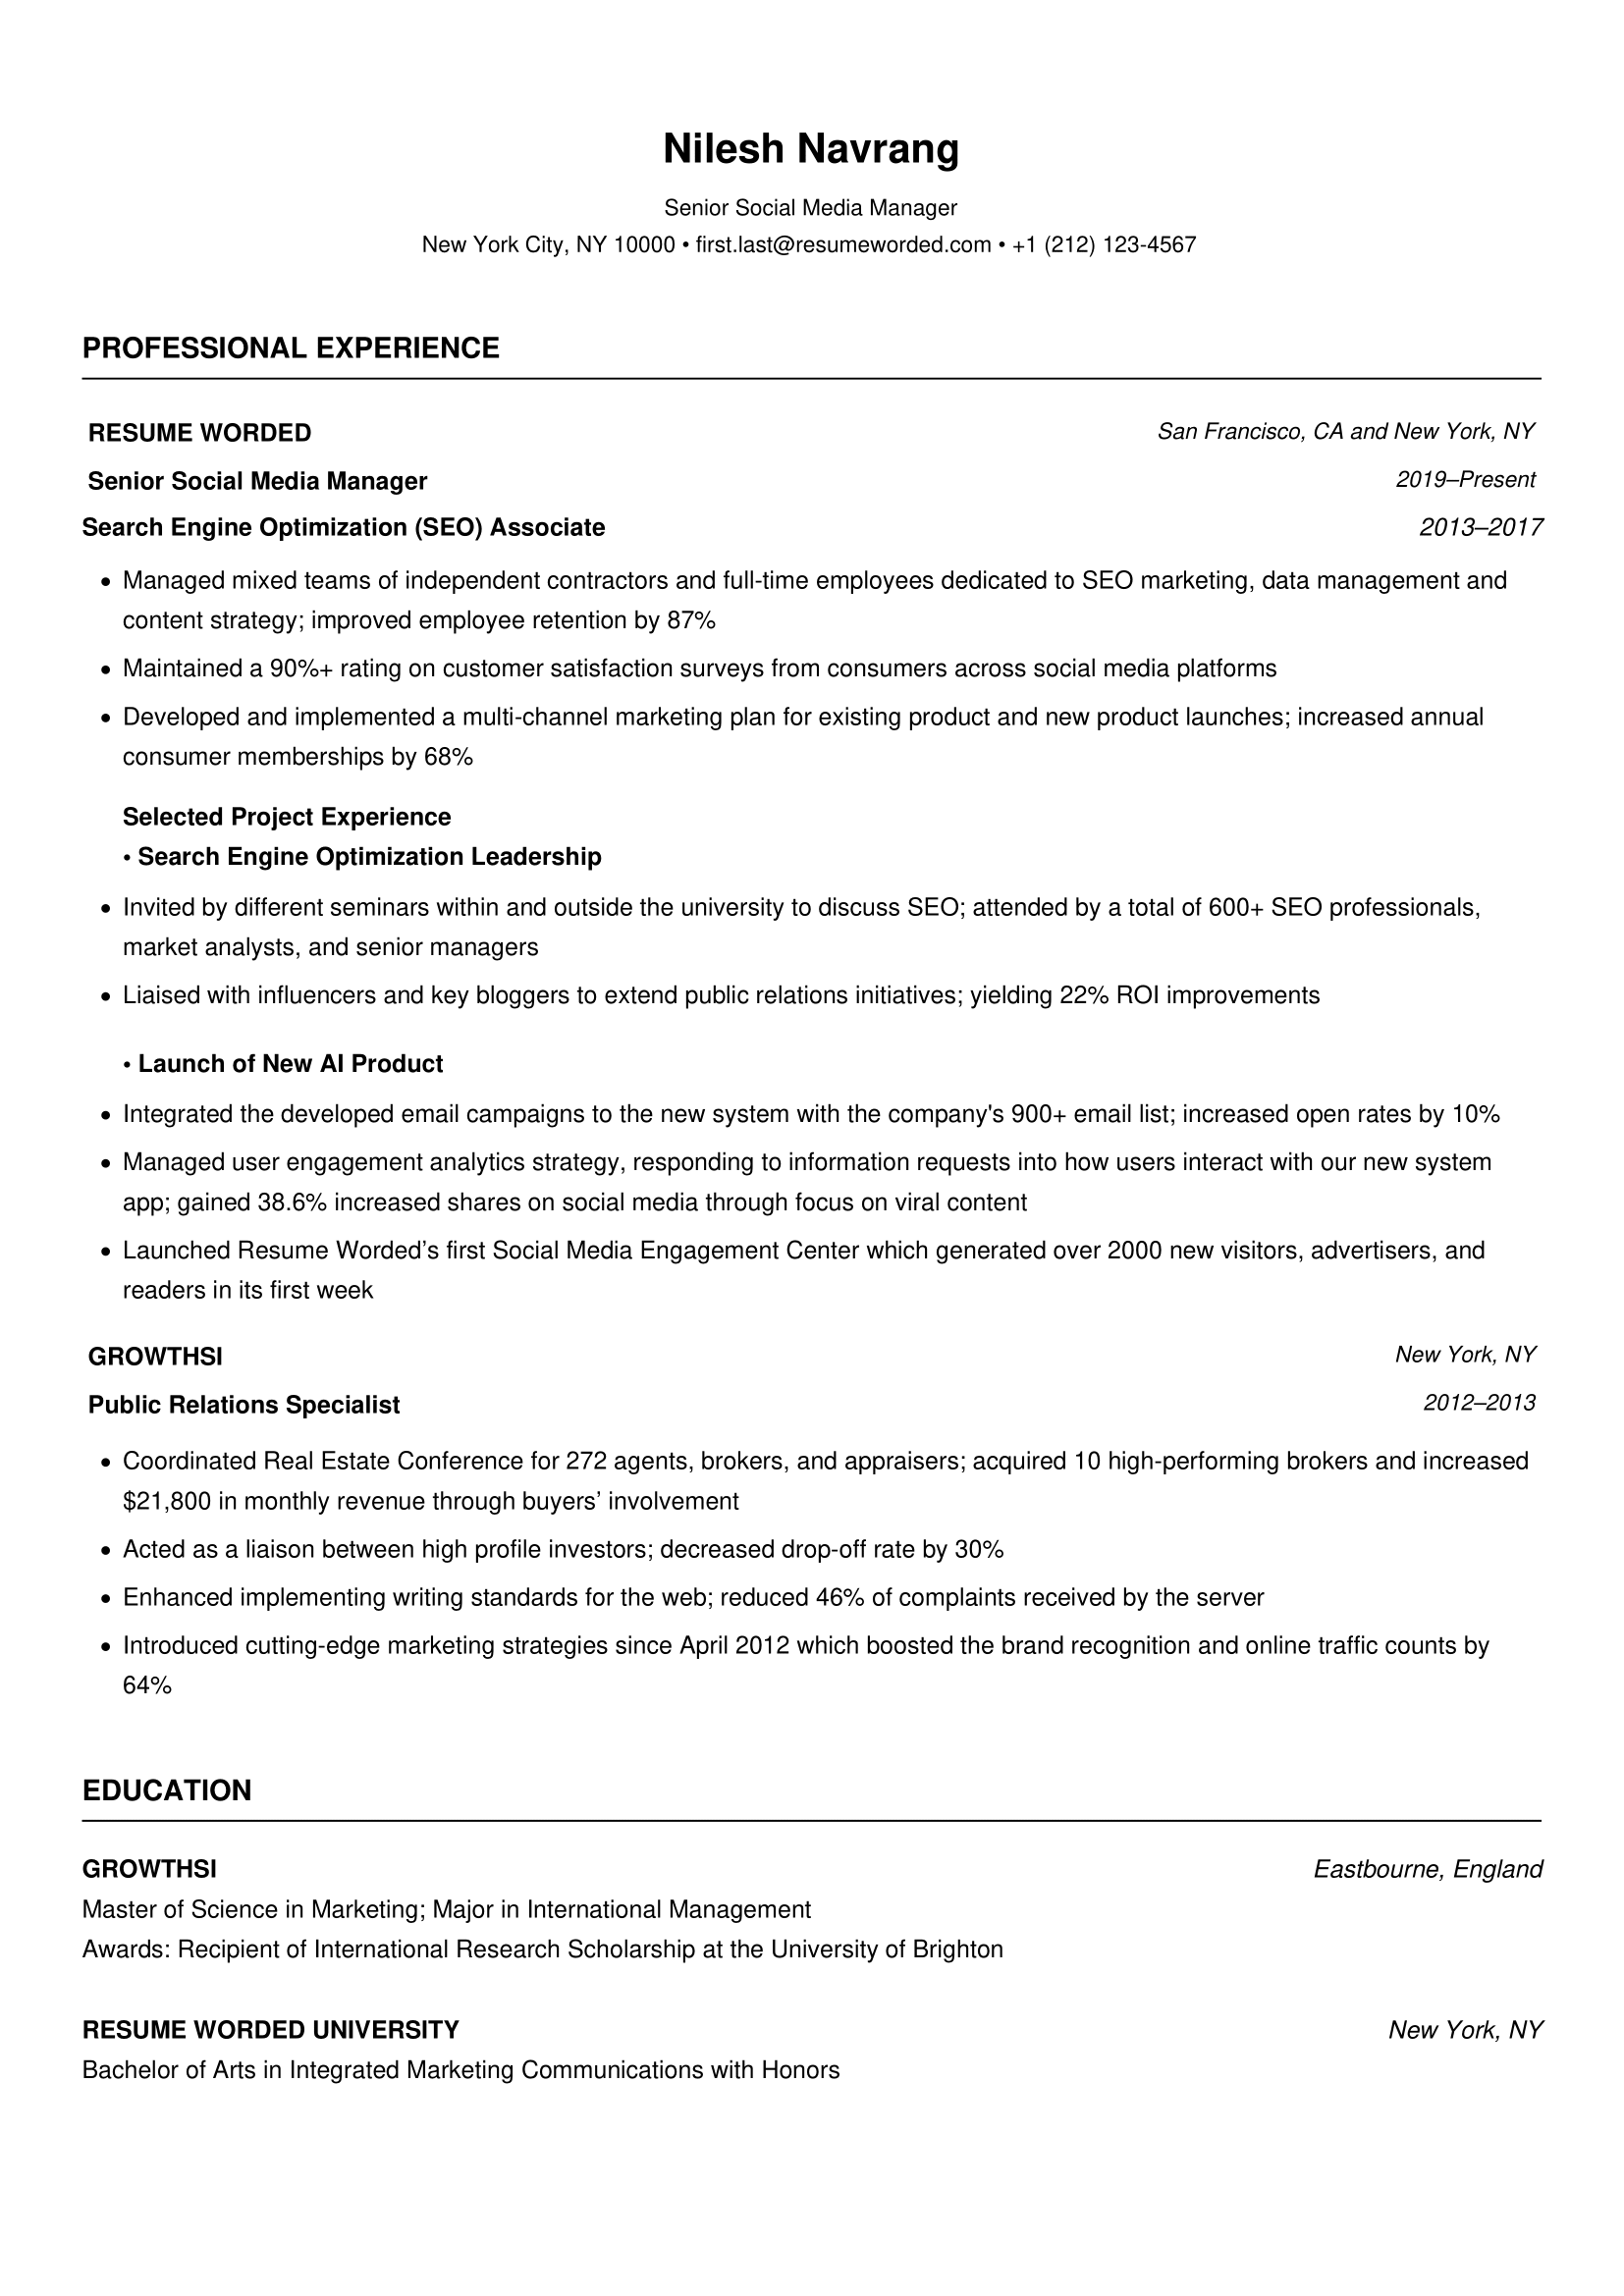 Nilesh Navrang
Senior Social Media Manager
New York City, NY 10000 • first.last@resumeworded.com • +1 (212) 123-4567
PROFESSIONAL EXPERIENCE
RESUME WORDED San Francisco, CA and New York, NY
Senior Social Media Manager 2019–Present
Search Engine Optimization (SEO) Associate 2013–2017
• Managed mixed teams of independent contractors and full-time employees dedicated to SEO marketing, data management and
content strategy; improved employee retention by 87%
• Maintained a 90%+ rating on customer satisfaction surveys from consumers across social media platforms
• Developed and implemented a multi-channel marketing plan for existing product and new product launches; increased annual
consumer memberships by 68%
Selected Project Experience
• Search Engine Optimization Leadership
• Invited by different seminars within and outside the university to discuss SEO; attended by a total of 600+ SEO professionals,
market analysts, and senior managers
• Liaised with influencers and key bloggers to extend public relations initiatives; yielding 22% ROI improvements
• Launch of New AI Product
• Integrated the developed email campaigns to the new system with the company's 900+ email list; increased open rates by 10%
• Managed user engagement analytics strategy, responding to information requests into how users interact with our new system
app; gained 38.6% increased shares on social media through focus on viral content
• Launched Resume Worded’s first Social Media Engagement Center which generated over 2000 new visitors, advertisers, and
readers in its first week
GROWTHSI New York, NY
Public Relations Specialist 2012–2013
• Coordinated Real Estate Conference for 272 agents, brokers, and appraisers; acquired 10 high-performing brokers and increased
$21,800 in monthly revenue through buyers’ involvement
• Acted as a liaison between high profile investors; decreased drop-off rate by 30%
• Enhanced implementing writing standards for the web; reduced 46% of complaints received by the server
• Introduced cutting-edge marketing strategies since April 2012 which boosted the brand recognition and online traffic counts by
64%
EDUCATION
GROWTHSI Eastbourne, England
Master of Science in Marketing; Major in International Management
Awards: Recipient of International Research Scholarship at the University of Brighton
RESUME WORDED UNIVERSITY New York, NY
Bachelor of Arts in Integrated Marketing Communications with Honors